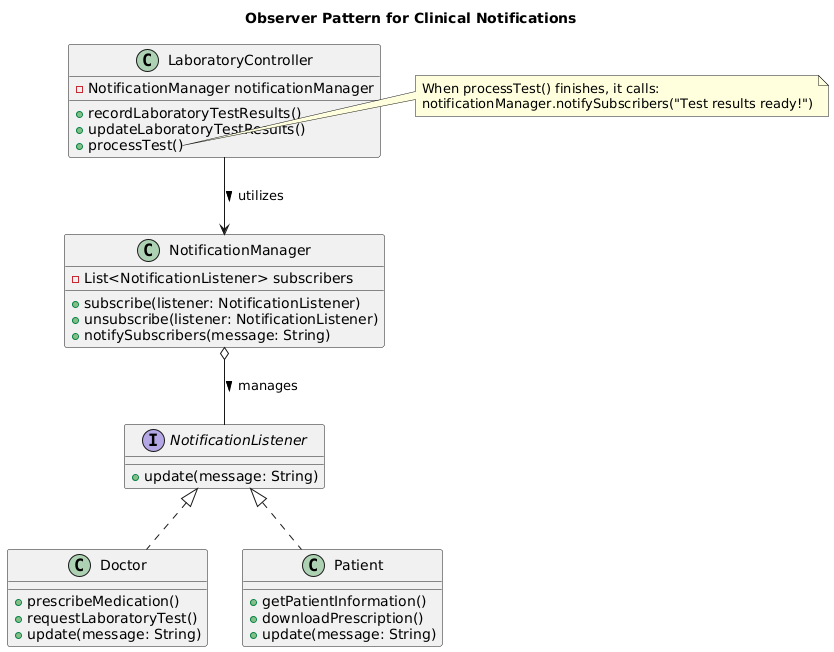 Observer Pattern for Clinical Notifications
C LaboratoryController
NotificationManager notificationManager
recordLaboratoryTestResults()
updateLaboratoryTestResults()
processTest()
When processTest() finishes, it calls:
notificationManager.notifySubscribers("Test results ready!")
utilizes
C NotificationManager
List<NotificationListener> subscribers
subscribe(listener: NotificationListener)
unsubscribe(listener: NotificationListener)
notifySubscribers(message: String)
manages
I NotificationListener
update(message: String)
C Doctor
prescribeMedication()
requestLaboratoryTest()
update(message: String)
C Patient
getPatientInformation()
downloadPrescription()
update(message: String)